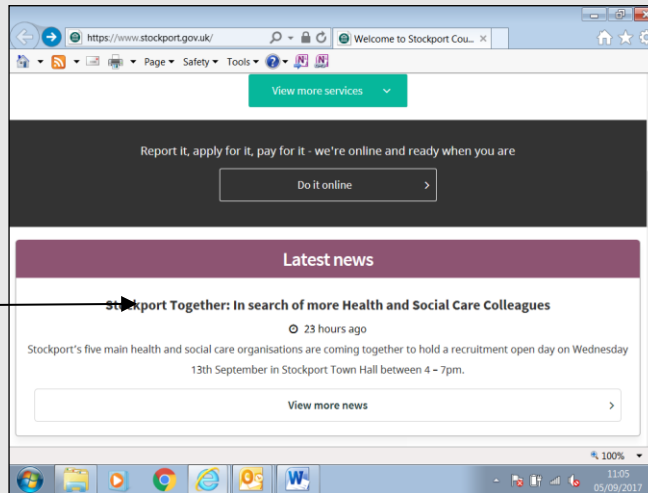 https://www.stockport.gov.uk/ Welcome to Stockport Cou... ×
Page Safety Tools
View more services
Report it, apply for it, pay for it - we're online and ready when you are
Do it online
Latest news
Stockport Together: In search of more Health and Social Care Colleagues
23 hours ago
Stockport's five main health and social care organisations are coming together to hold a recruitment open day on Wednesday
13th September in Stockport Town Hall between 4 – 7pm.
View more news
100%
11:05
05/09/2017